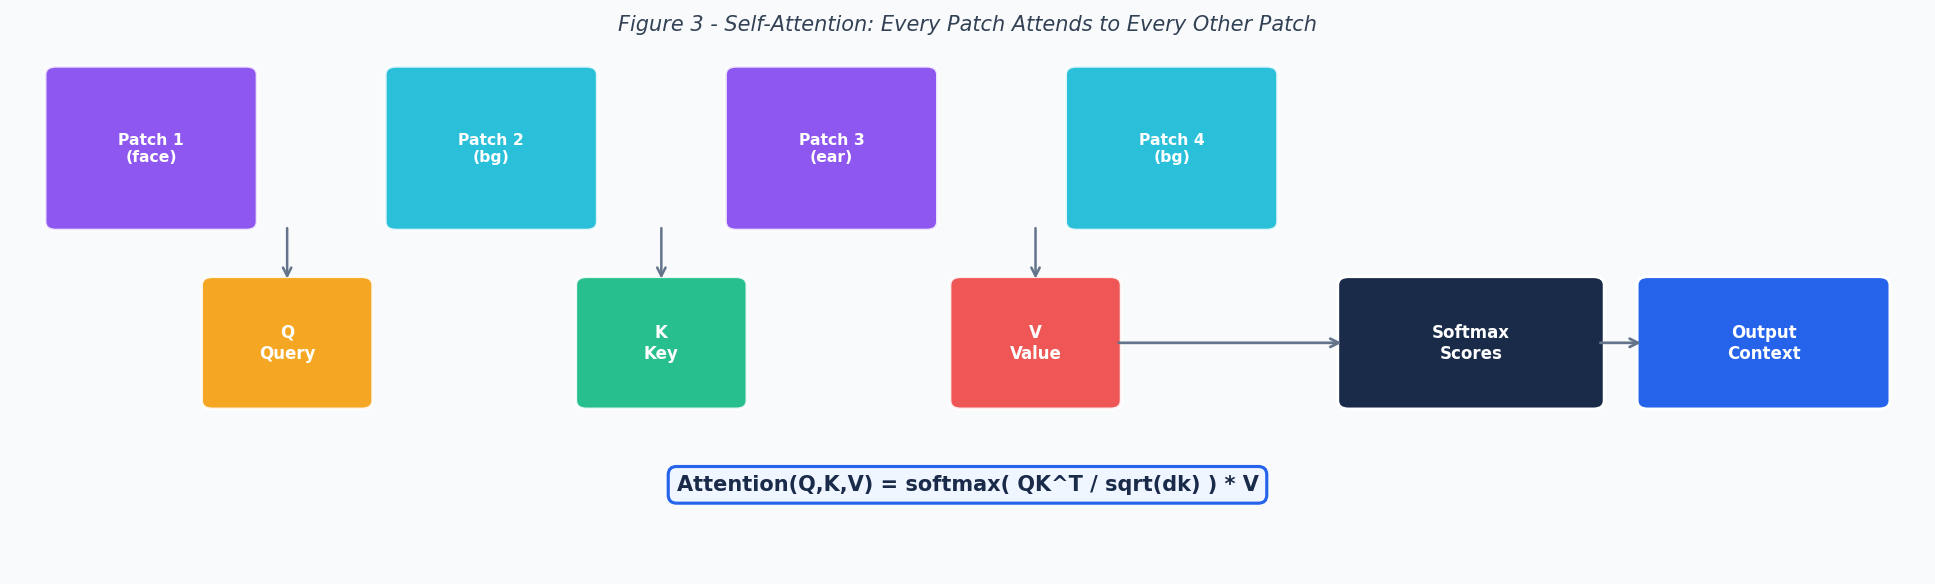 Figure 3 - Self-Attention: Every Patch Attends to Every Other Patch
Patch 1
(face)
Patch 2
(bg)
Patch 3
(ear)
Patch 4
(bg)
Q
Query
K
Key
V
Value
Softmax
Scores
Output
Context
Attention(Q,K,V) = softmax( QK^T / sqrt(dk) ) * V